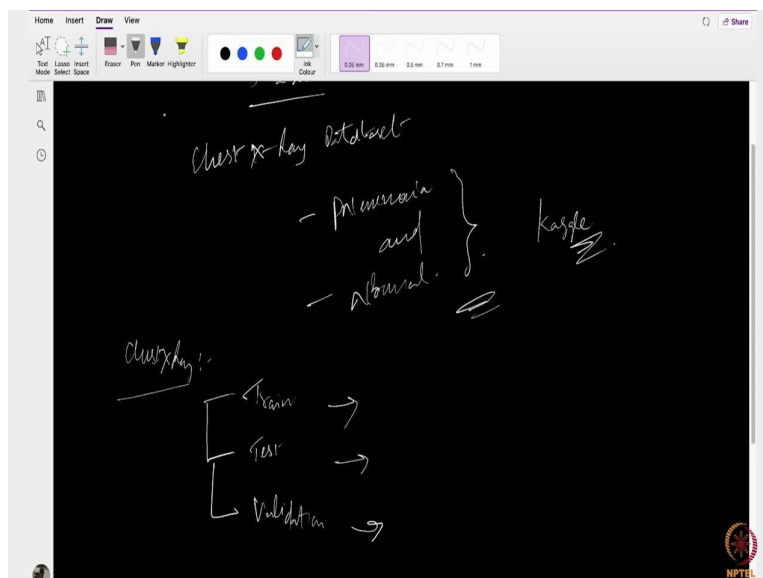 Home Insert Draw View
Share
Text Mode Lasso Select Insert Space Eraser Pen Marker Highlighter Ink Colour 0.25 mm 0.35 mm 0.5 mm 0.7 mm 1 mm
Chest X-Ray Dataset
- Pneumonia
and
- Normal.
Kaggle
Chest X Ray :-
Train →
Test →
Validation →
NPTEL